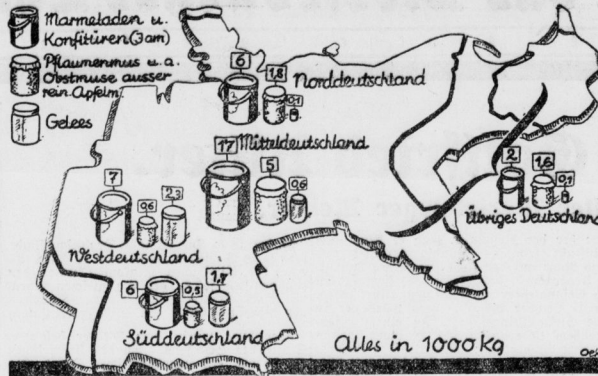 Marmeladen u.
Konfitüren (Jam)
Pflaumenmus u. a.
Obstmuse ausser
rein. Apfelm.
Gelees
6 1,8 0,1
Norddeutschland
17 5 0,6
Mitteldeutschland
7 0,6 2,3
Westdeutschland
6 0,5 1,7
Süddeutschland
2 1,6 0,1
Übriges Deutschland
Alles in 1000 kg